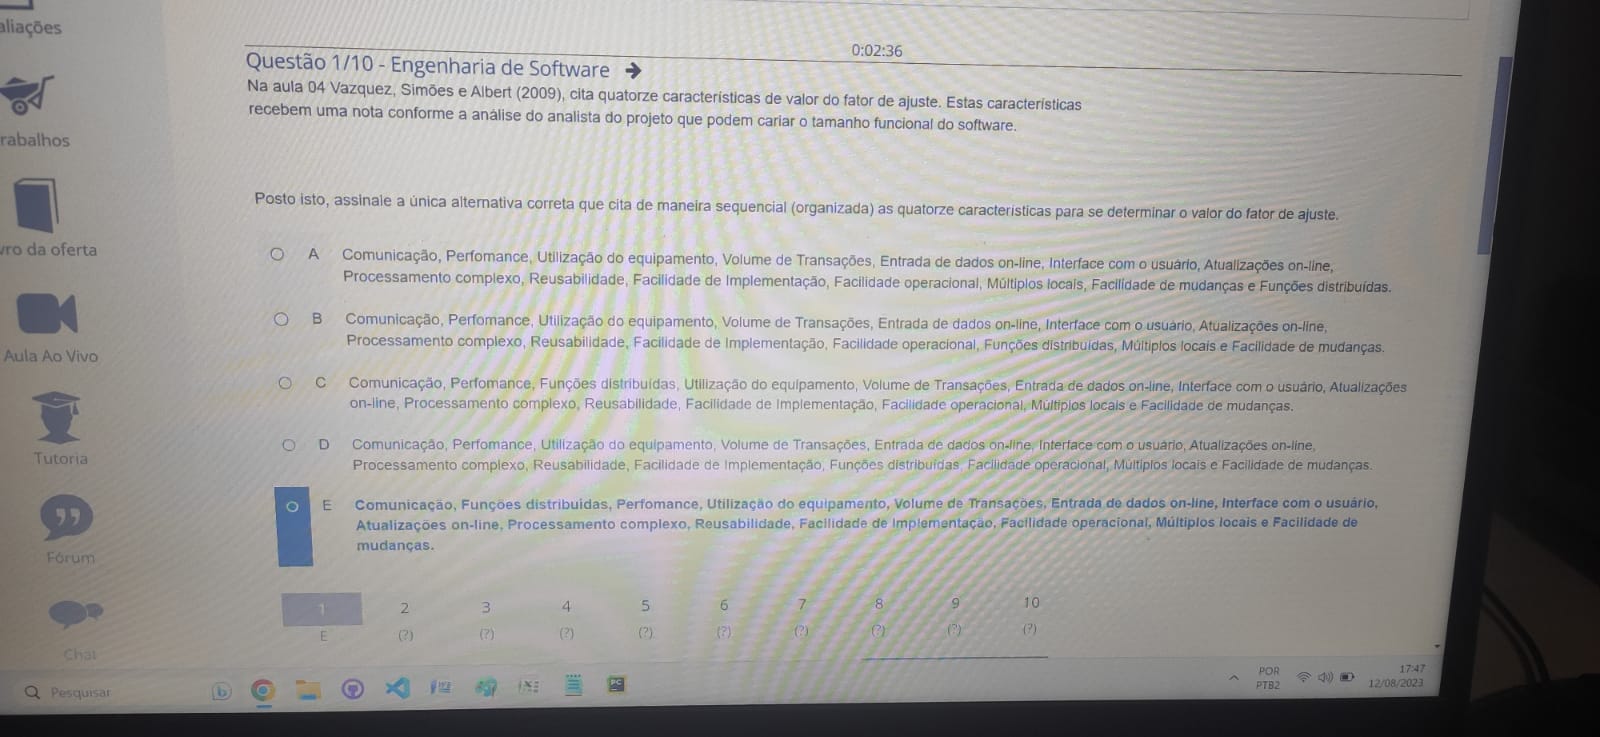 aliações
rabalhos
vro da oferta
Aula Ao Vivo
Tutoria
Fórum
Chat
0:02:36
Questão 1/10 - Engenharia de Software →
Na aula 04 Vazquez, Simões e Albert (2009), cita quatorze características de valor do fator de ajuste. Estas características
recebem uma nota conforme a análise do analista do projeto que podem cariar o tamanho funcional do software.
Posto isto, assinale a única alternativa correta que cita de maneira sequencial (organizada) as quatorze características para se determinar o valor do fator de ajuste.
A Comunicação, Perfomance, Utilização do equipamento, Volume de Transações, Entrada de dados on-line, Interface com o usuário, Atualizações on-line,
Processamento complexo, Reusabilidade, Facilidade de Implementação, Facilidade operacional, Múltiplos locais, Facilidade de mudanças e Funções distribuídas.
B Comunicação, Perfomance, Utilização do equipamento, Volume de Transações, Entrada de dados on-line, Interface com o usuário, Atualizações on-line,
Processamento complexo, Reusabilidade, Facilidade de Implementação, Facilidade operacional, Funções distribuídas, Múltiplos locais e Facilidade de mudanças.
C Comunicação, Perfomance, Funções distribuídas, Utilização do equipamento, Volume de Transações, Entrada de dados on-line, Interface com o usuário, Atualizações
on-line, Processamento complexo, Reusabilidade, Facilidade de Implementação, Facilidade operacional, Múltiplos locais e Facilidade de mudanças.
D Comunicação, Perfomance, Utilização do equipamento, Volume de Transações, Entrada de dados on-line, Interface com o usuário, Atualizações on-line,
Processamento complexo, Reusabilidade, Facilidade de Implementação, Funções distribuídas, Facilidade operacional, Múltiplos locais e Facilidade de mudanças.
E Comunicação, Funções distribuídas, Perfomance, Utilização do equipamento, Volume de Transações, Entrada de dados on-line, Interface com o usuário,
Atualizações on-line, Processamento complexo, Reusabilidade, Facilidade de Implementação, Facilidade operacional, Múltiplos locais e Facilidade de
mudanças.
1 2 3 4 5 6 7 8 9 10
E (?) (?) (?) (?) (?) (?) (?) (?) (?)
Pesquisar
PC
POR
PTB2
17:47
12/08/2023